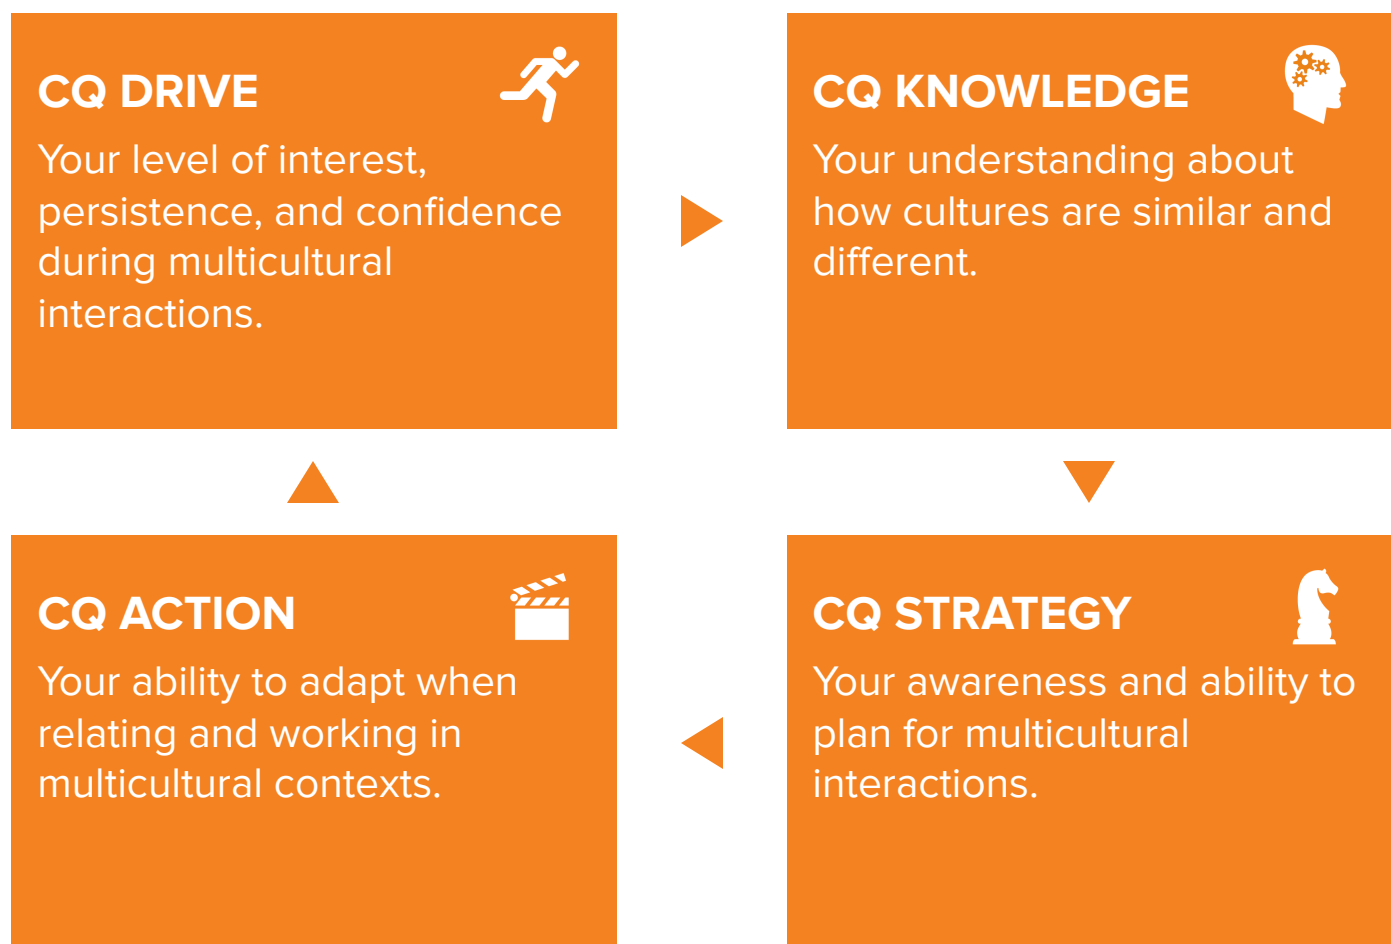 CQ DRIVE
Your level of interest,
persistence, and confidence
during multicultural
interactions.
CQ KNOWLEDGE
Your understanding about
how cultures are similar and
different.
CQ ACTION
Your ability to adapt when
relating and working in
multicultural contexts.
CQ STRATEGY
Your awareness and ability to
plan for multicultural
interactions.